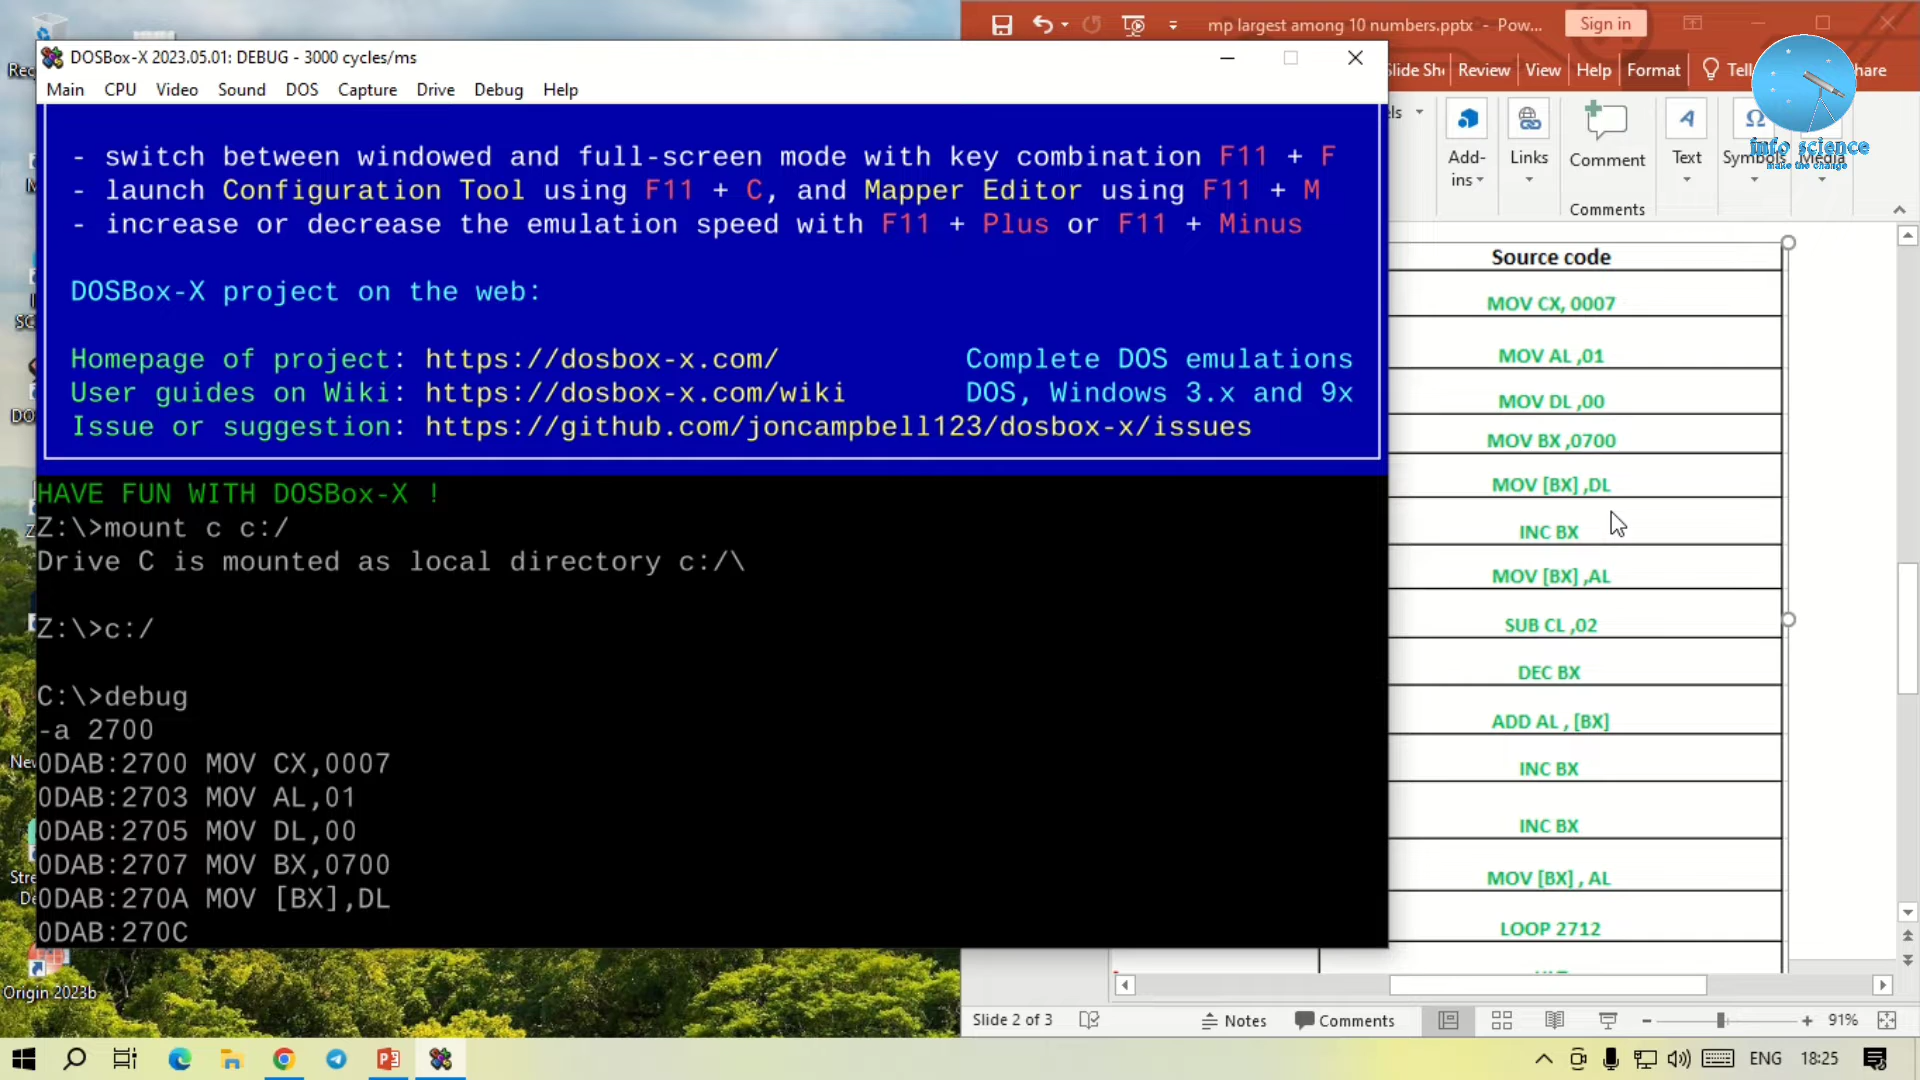 DOSBox-X 2023.05.01: DEBUG - 3000 cycles/ms
Main CPU Video Sound DOS Capture Drive Debug Help
- switch between windowed and full-screen mode with key combination F11 + F
- launch Configuration Tool using F11 + C, and Mapper Editor using F11 + M
- increase or decrease the emulation speed with F11 + Plus or F11 + Minus
DOSBox-X project on the web:
Homepage of project: https://dosbox-x.com/ Complete DOS emulations
User guides on Wiki: https://dosbox-x.com/wiki DOS, Windows 3.x and 9x
Issue or suggestion: https://github.com/joncampbell123/dosbox-x/issues
HAVE FUN WITH DOSBox-X !
Z:\>mount c c:/
Drive C is mounted as local directory c:/\
Z:\>c:/
C:\>debug
-a 2700
0DAB:2700 MOV CX,0007
0DAB:2703 MOV AL,01
0DAB:2705 MOV DL,00
0DAB:2707 MOV BX,0700
0DAB:270A MOV [BX],DL
0DAB:270C
Origin 2023b
mp largest among 10 numbers.pptx - Pow... Sign in
Slide Sh Review View Help Format Tell hare
info science
make the change
Add-ins Links Comment Text Symbols Media
Comments
Source code
MOV CX, 0007
MOV AL ,01
MOV DL ,00
MOV BX ,0700
MOV [BX] ,DL
INC BX
MOV [BX] ,AL
SUB CL ,02
DEC BX
ADD AL , [BX]
INC BX
INC BX
MOV [BX] , AL
LOOP 2712
Slide 2 of 3 Notes Comments 91%
ENG 18:25